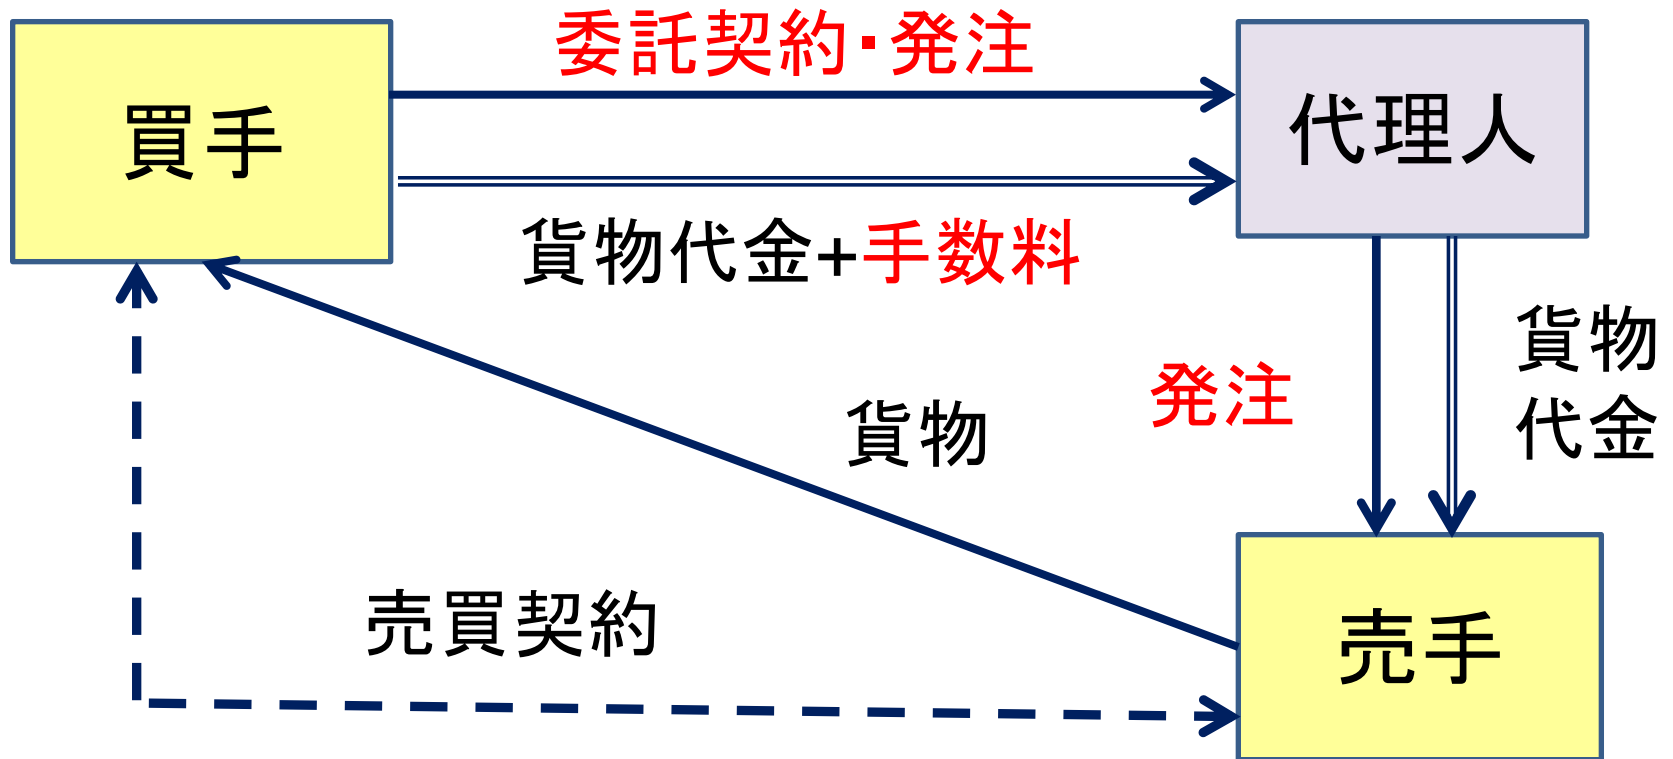 委託契約・発注
買手
代理人
貨物代金+手数料
貨物
代金
発注
貨物
売買契約
売手